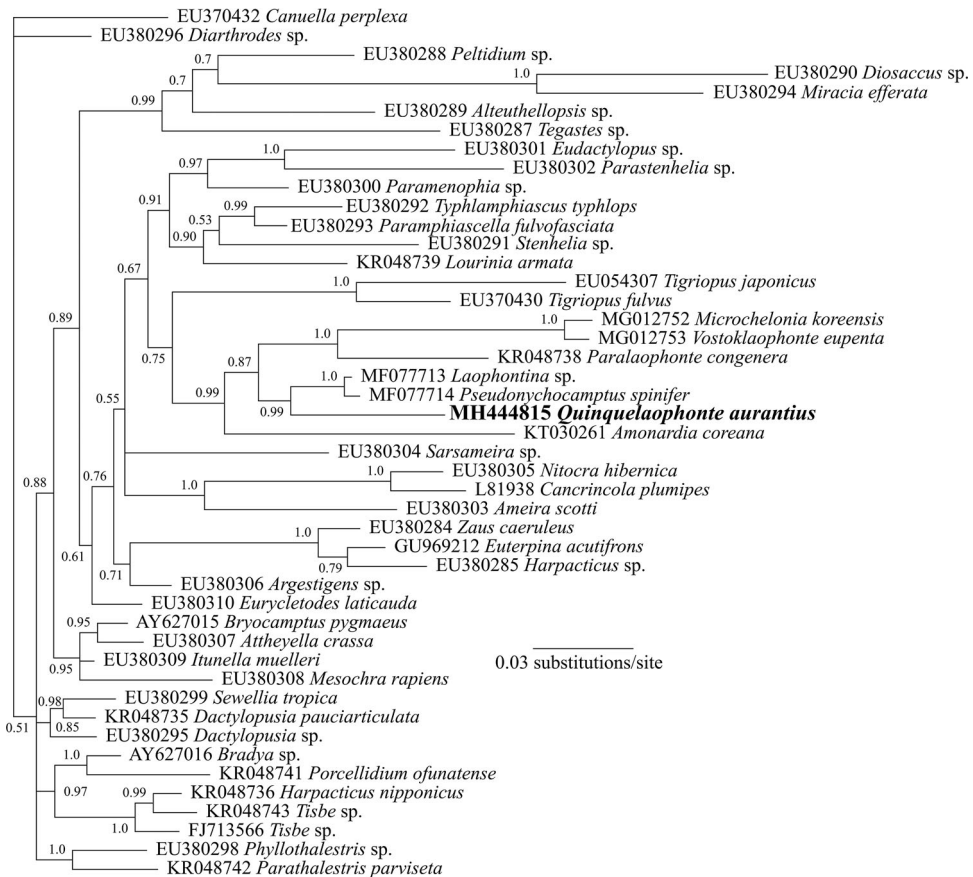 EU370432 Canuella perplexa
EU380296 Diarthrodes sp.
EU380288 Peltidium sp.
0.7
1.0
EU380290 Diosaccus sp.
0.7
EU380294 Miracia efferata
0.99
EU380289 Alteuthellopsis sp.
EU380287 Tegastes sp.
1.0
EU380301 Eudactylopus sp.
0.97
EU380302 Parastenhelia sp.
EU380300 Paramenophia sp.
0.91
0.99
EU380292 Typhlamphiascus typhlops
0.53
EU380293 Paramphiascella fulvofasciata
0.90
EU380291 Stenhelia sp.
KR048739 Lourinia armata
0.67
1.0
EU054307 Tigriopus japonicus
EU370430 Tigriopus fulvus
0.89
1.0
MG012752 Microchelonia koreensis
1.0
MG012753 Vostoklaophonte eupenta
0.75
0.87
KR048738 Paralaophonte congenera
1.0
MF077713 Laophontina sp.
0.99
MF077714 Pseudonychocamptus spinifer
0.55
0.99
MH444815 Quinquelaophonte aurantius
KT030261 Amonardia coreana
EU380304 Sarsameira sp.
0.88
0.76
1.0
EU380305 Nitocra hibernica
1.0
L81938 Cancrincola plumipes
EU380303 Ameira scotti
1.0
EU380284 Zaus caeruleus
0.61
GU969212 Euterpina acutifrons
0.71
0.79
EU380285 Harpacticus sp.
EU380306 Argestigens sp.
EU380310 Eurycletodes laticauda
0.95
AY627015 Bryocamptus pygmaeus
EU380307 Attheyella crassa
0.95
EU380309 Itunella muelleri
0.03 substitutions/site
EU380308 Mesochra rapiens
0.98
EU380299 Sewellia tropica
0.51
0.85
KR048735 Dactylopusia pauciarticulata
EU380295 Dactylopusia sp.
1.0
AY627016 Bradya sp.
KR048741 Porcellidium ofunatense
0.97
0.99
KR048736 Harpacticus nipponicus
KR048743 Tisbe sp.
1.0
FJ713566 Tisbe sp.
1.0
EU380298 Phyllothalestris sp.
KR048742 Parathalestris parviseta